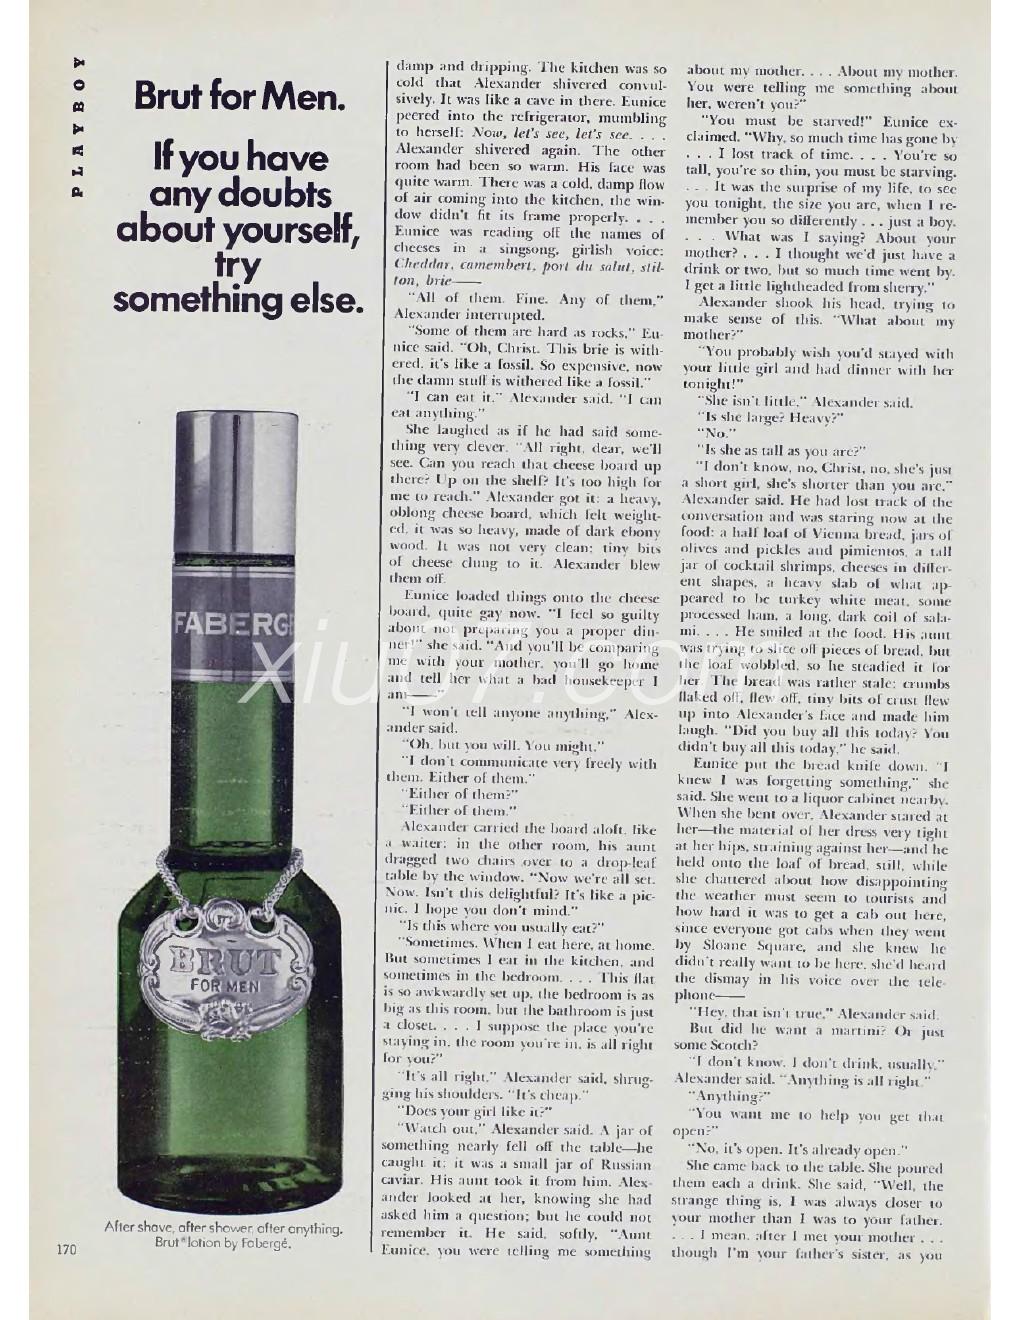 PLAYBOY
Brut for Men.
If you have
any doubts
about yourself,
try
something else.
FABERGE
BRUT
FOR MEN
After shave, after shower, after anything.
Brut® lotion by Fabergé.
170
damp and dripping. The kitchen was so
cold that Alexander shivered convul-
sively. It was like a cave in there. Eunice
peered into the refrigerator, mumbling
to herself: Now, let's see, let's see. . . .
Alexander shivered again. The other
room had been so warm. His face was
quite warm. There was a cold, damp flow
of air coming into the kitchen, the win-
dow didn't fit its frame properly. . . .
Eunice was reading off the names of
cheeses in a singsong, girlish voice:
Cheddar, camembert, port du salut, stil-
ton, brie——
"All of them. Fine. Any of them,"
Alexander interrupted.
"Some of them are hard as rocks," Eu-
nice said. "Oh, Christ. This brie is with-
ered, it's like a fossil. So expensive, now
the damn stuff is withered like a fossil."
"I can eat it," Alexander said. "I can
eat anything."
She laughed as if he had said some-
thing very clever. "All right, dear, we'll
see. Can you reach that cheese board up
there? Up on the shelf? It's too high for
me to reach." Alexander got it: a heavy,
oblong cheese board, which felt weight-
ed, it was so heavy, made of dark ebony
wood. It was not very clean; tiny bits
of cheese clung to it. Alexander blew
them off.
Eunice loaded things onto the cheese
board, quite gay now. "I feel so guilty
about not preparing you a proper din-
ner!" she said. "And you'll be comparing
me with your mother, you'll go home
and tell her what a bad housekeeper I
am——"
"I won't tell anyone anything," Alex-
ander said.
"Oh, but you will. You might."
"I don't communicate very freely with
them. Either of them."
"Either of them?"
"Either of them."
Alexander carried the board aloft, like
a waiter; in the other room, his aunt
dragged two chairs over to a drop-leaf
table by the window. "Now we're all set.
Now. Isn't this delightful? It's like a pic-
nic. I hope you don't mind."
"Is this where you usually eat?"
"Sometimes. When I eat here, at home.
But sometimes I eat in the kitchen, and
sometimes in the bedroom. . . . This flat
is so awkwardly set up, the bedroom is as
big as this room, but the bathroom is just
a closet. . . . I suppose the place you're
staying in, the room you're in, is all right
for you?"
"It's all right," Alexander said, shrug-
ging his shoulders. "It's cheap."
"Does your girl like it?"
"Watch out," Alexander said. A jar of
something nearly fell off the table—he
caught it; it was a small jar of Russian
caviar. His aunt took it from him. Alex-
ander looked at her, knowing she had
asked him a question; but he could not
remember it. He said, softly, "Aunt
Eunice, you were telling me something
about my mother. . . . About my mother.
You were telling me something about
her, weren't you?"
"You must be starved!" Eunice ex-
claimed. "Why, so much time has gone by
. . . I lost track of time. . . . You're so
tall, you're so thin, you must be starving.
. . . It was the surprise of my life, to see
you tonight, the size you are, when I re-
member you so differently . . . just a boy.
. . . What was I saying? About your
mother? . . . I thought we'd just have a
drink or two, but so much time went by.
I get a little lightheaded from sherry."
Alexander shook his head, trying to
make sense of this. "What about my
mother?"
"You probably wish you'd stayed with
your little girl and had dinner with her
tonight!"
"She isn't little," Alexander said.
"Is she large? Heavy?"
"No."
"Is she as tall as you are?"
"I don't know, no, Christ, no, she's just
a short girl, she's shorter than you are,"
Alexander said. He had lost track of the
conversation and was staring now at the
food: a half loaf of Vienna bread, jars of
olives and pickles and pimientos, a tall
jar of cocktail shrimps, cheeses in differ-
ent shapes, a heavy slab of what ap-
peared to be turkey white meat, some
processed ham, a long, dark coil of sala-
mi. . . . He smiled at the food. His aunt
was trying to slice off pieces of bread, but
the loaf wobbled, so he steadied it for
her. The bread was rather stale; crumbs
flaked off, flew off, tiny bits of crust flew
up into Alexander's face and made him
laugh. "Did you buy all this today? You
didn't buy all this today," he said.
Eunice put the bread knife down. "I
knew I was forgetting something," she
said. She went to a liquor cabinet nearby.
When she bent over, Alexander stared at
her—the material of her dress very tight
at her hips, straining against her—and he
held onto the loaf of bread, still, while
she chattered about how disappointing
the weather must seem to tourists and
how hard it was to get a cab out here,
since everyone got cabs when they went
by Sloane Square, and she knew he
didn't really want to be here, she'd heard
the dismay in his voice over the tele-
phone——
"Hey, that isn't true," Alexander said.
But did he want a martini? Or just
some Scotch?
"I don't know. I don't drink, usually,"
Alexander said. "Anything is all right."
"Anything?"
"You want me to help you get that
open?"
"No, it's open. It's already open."
She came back to the table. She poured
them each a drink. She said, "Well, the
strange thing is, I was always closer to
your mother than I was to your father.
. . . I mean, after I met your mother . . .
though I'm your father's sister, as you
xiu07.com